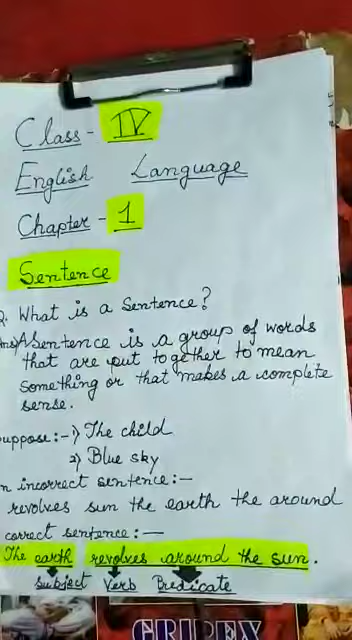 Class - IV
English Language
Chapter - 1
Sentence
Q. What is a Sentence?
Ans) A Sentence is a group of words
that are put together to mean
Something or that makes a complete
sense.
uppose:- 1) The child
2) Blue sky
n incorrect sentence:-
revolves sun the earth the around
correct sentence:-
The earth revolves around the sun.
Subject Verb Predicate
GRIPEX